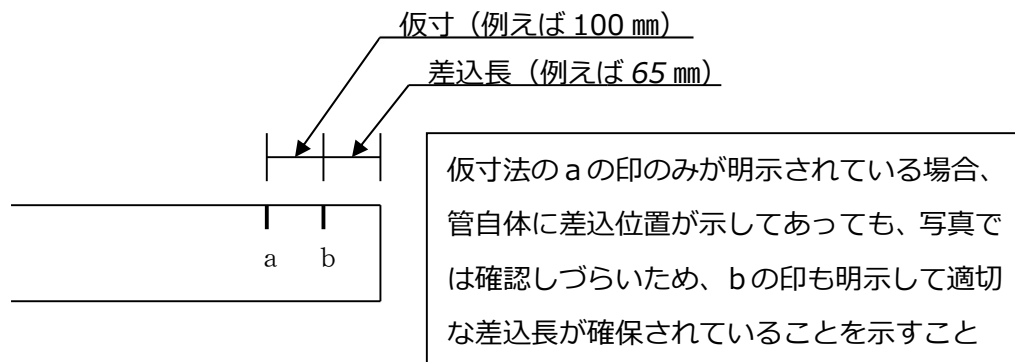 仮寸（例えば 100 ㎜）
差込長（例えば 65 ㎜）
a b
仮寸法のａの印のみが明示されている場合、
管自体に差込位置が示してあっても、写真で
は確認しづらいため、ｂの印も明示して適切
な差込長が確保されていることを示すこと